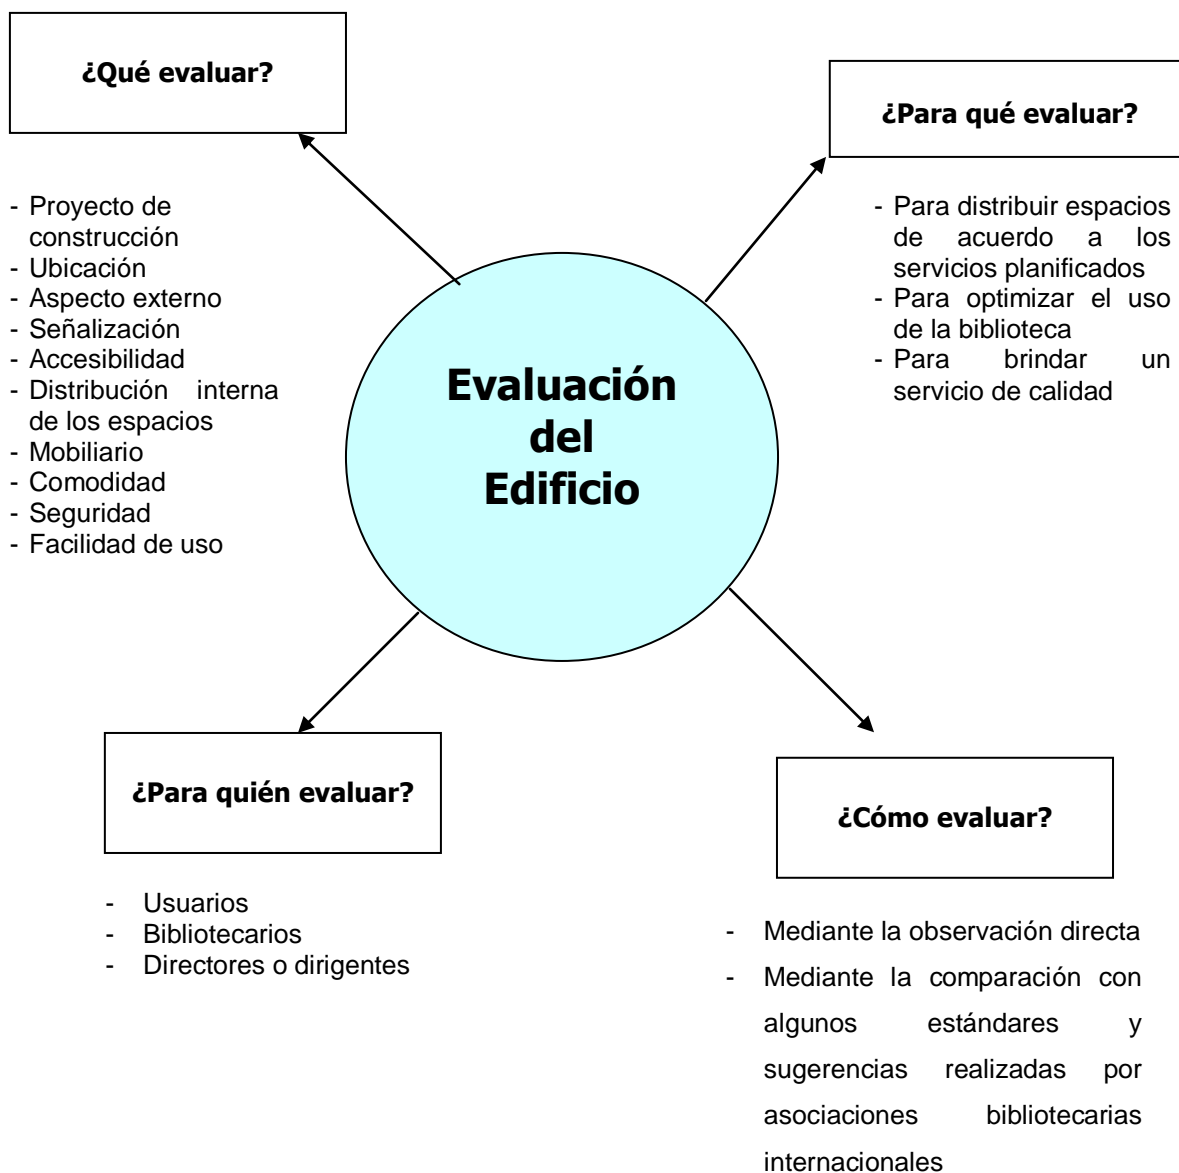 ¿Qué evaluar?
- Proyecto de
construcción
- Ubicación
- Aspecto externo
- Señalización
- Accesibilidad
- Distribución interna
de los espacios
- Mobiliario
- Comodidad
- Seguridad
- Facilidad de uso
¿Para qué evaluar?
- Para distribuir espacios
de acuerdo a los
servicios planificados
- Para optimizar el uso
de la biblioteca
- Para brindar un
servicio de calidad
Evaluación
del
Edificio
¿Para quién evaluar?
- Usuarios
- Bibliotecarios
- Directores o dirigentes
¿Cómo evaluar?
- Mediante la observación directa
- Mediante la comparación con
algunos estándares y
sugerencias realizadas por
asociaciones bibliotecarias
internacionales